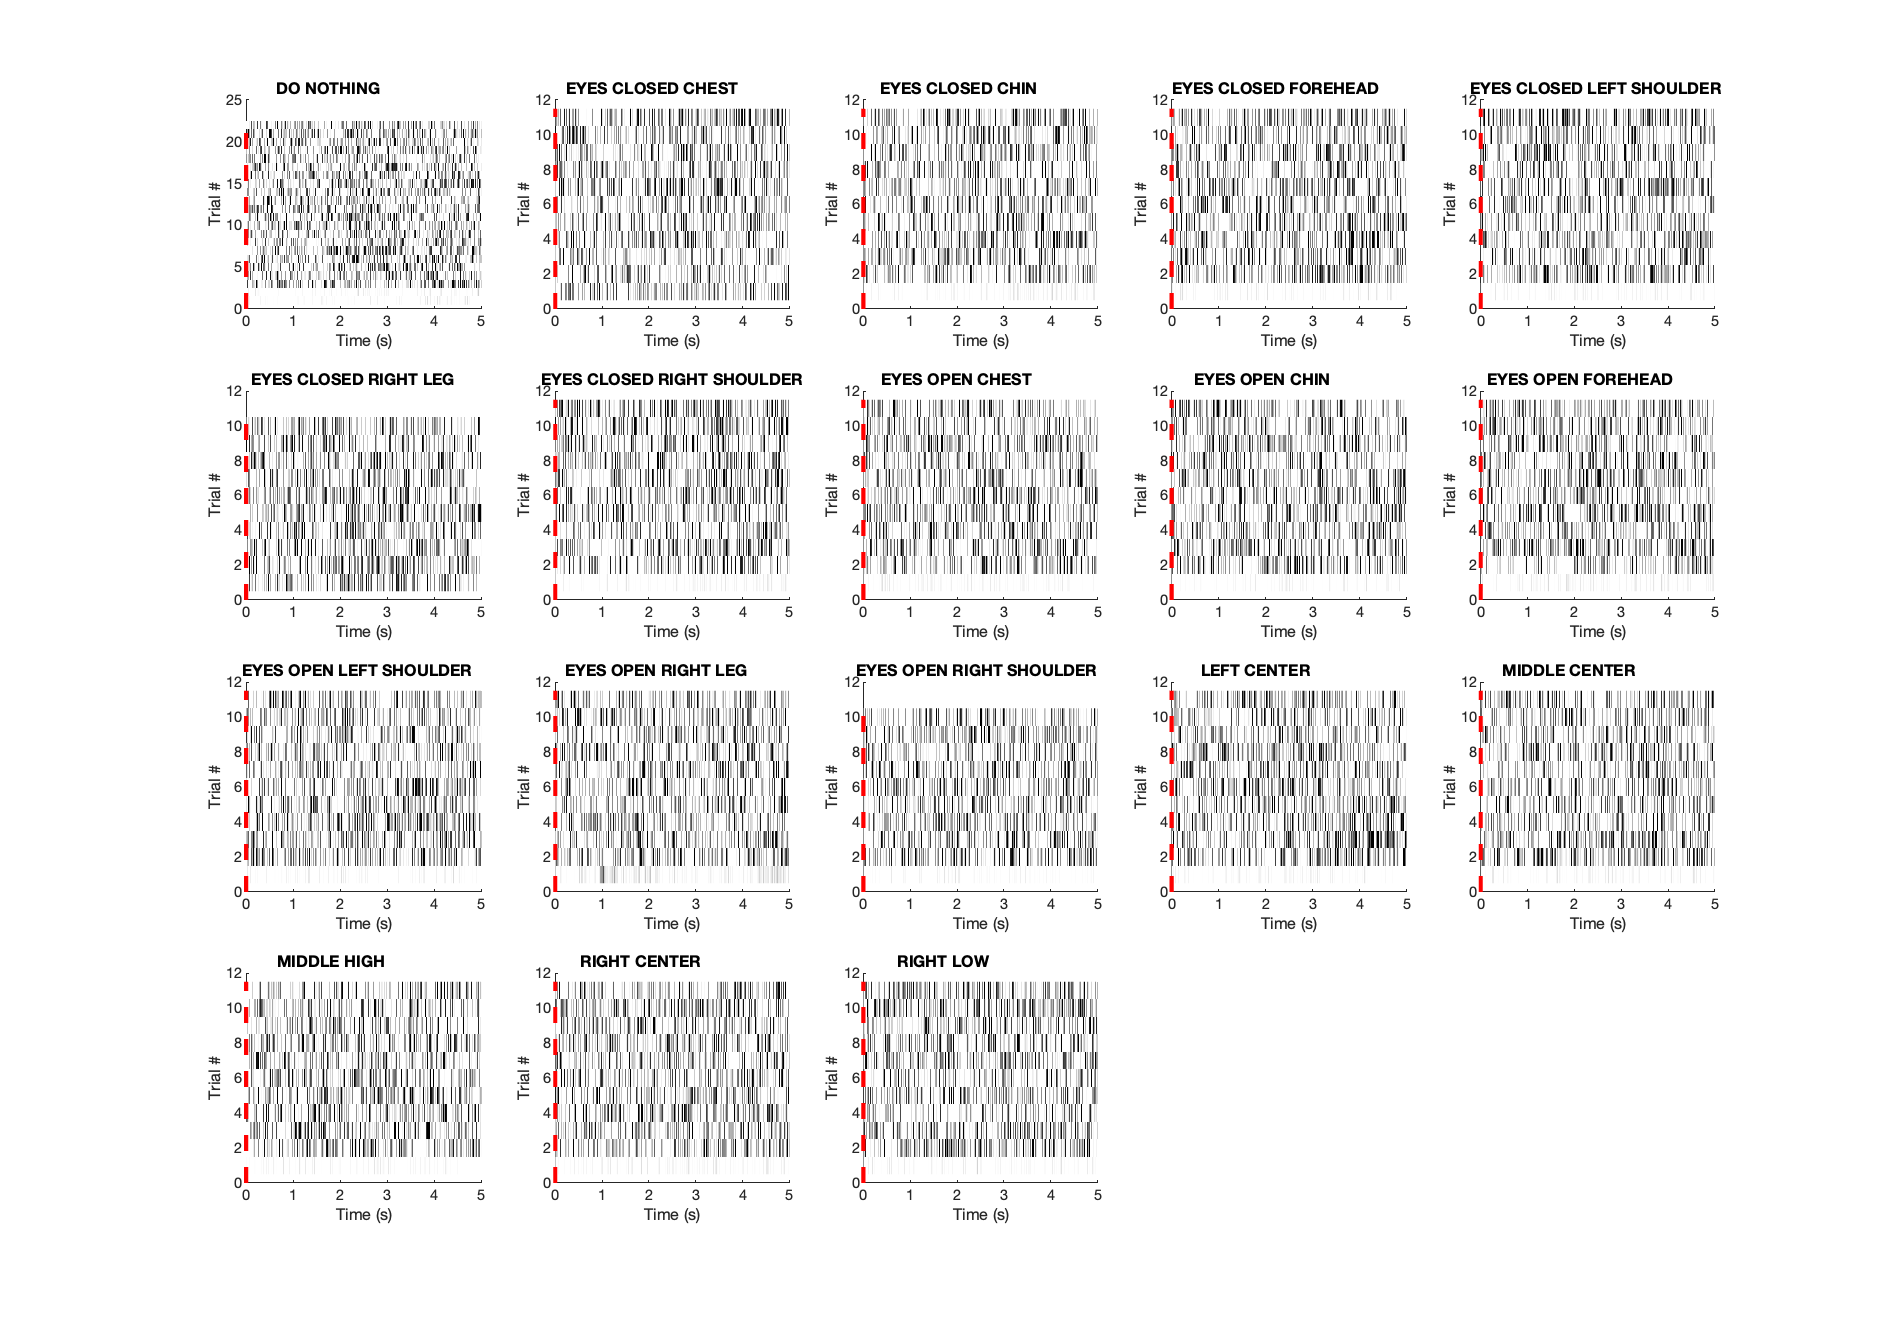 DO NOTHING
25
20
15
10
5
0
Trial #
0 1 2 3 4 5
Time (s)
EYES CLOSED CHEST
12
10
8
6
4
2
0
Trial #
0 1 2 3 4 5
Time (s)
EYES CLOSED CHIN
12
10
8
6
4
2
0
Trial #
0 1 2 3 4 5
Time (s)
EYES CLOSED FOREHEAD
12
10
8
6
4
2
0
Trial #
0 1 2 3 4 5
Time (s)
EYES CLOSED LEFT SHOULDER
12
10
8
6
4
2
0
Trial #
0 1 2 3 4 5
Time (s)
EYES CLOSED RIGHT LEG
12
10
8
6
4
2
0
Trial #
0 1 2 3 4 5
Time (s)
EYES CLOSED RIGHT SHOULDER
12
10
8
6
4
2
0
Trial #
0 1 2 3 4 5
Time (s)
EYES OPEN CHEST
12
10
8
6
4
2
0
Trial #
0 1 2 3 4 5
Time (s)
EYES OPEN CHIN
12
10
8
6
4
2
0
Trial #
0 1 2 3 4 5
Time (s)
EYES OPEN FOREHEAD
12
10
8
6
4
2
0
Trial #
0 1 2 3 4 5
Time (s)
EYES OPEN LEFT SHOULDER
12
10
8
6
4
2
0
Trial #
0 1 2 3 4 5
Time (s)
EYES OPEN RIGHT LEG
12
10
8
6
4
2
0
Trial #
0 1 2 3 4 5
Time (s)
EYES OPEN RIGHT SHOULDER
12
10
8
6
4
2
0
Trial #
0 1 2 3 4 5
Time (s)
LEFT CENTER
12
10
8
6
4
2
0
Trial #
0 1 2 3 4 5
Time (s)
MIDDLE CENTER
12
10
8
6
4
2
0
Trial #
0 1 2 3 4 5
Time (s)
MIDDLE HIGH
12
10
8
6
4
2
0
Trial #
0 1 2 3 4 5
Time (s)
RIGHT CENTER
12
10
8
6
4
2
0
Trial #
0 1 2 3 4 5
Time (s)
RIGHT LOW
12
10
8
6
4
2
0
Trial #
0 1 2 3 4 5
Time (s)